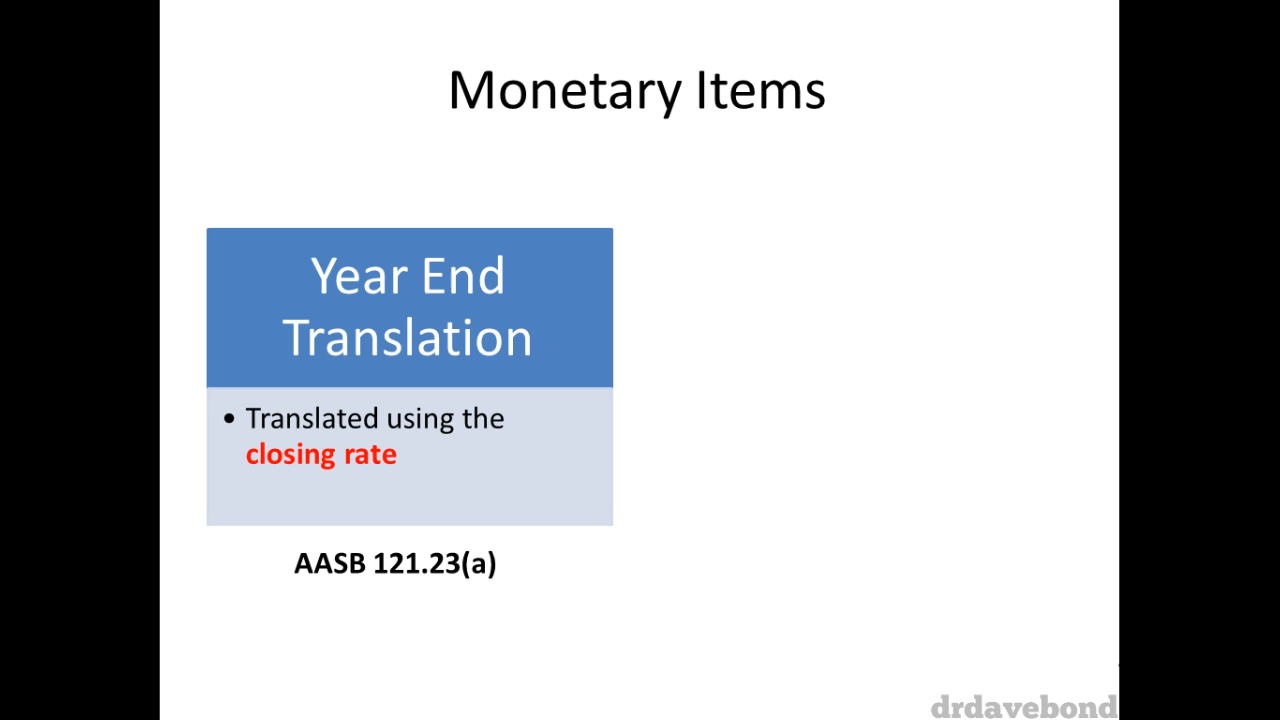 Monetary Items
Year End
Translation
• Translated using the
closing rate
AASB 121.23(a)
drdavebond